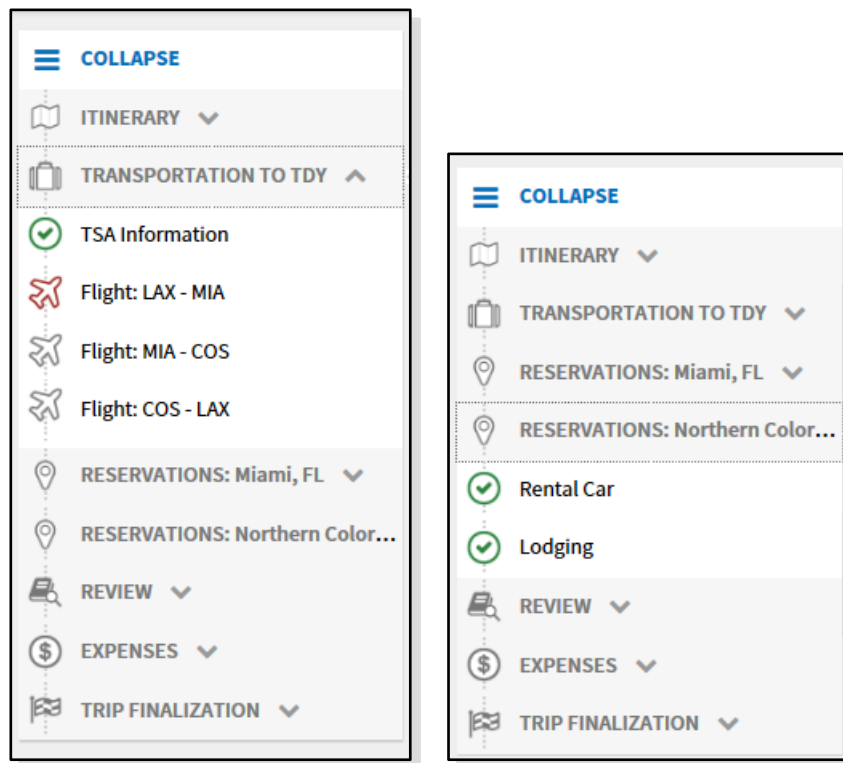 COLLAPSE
ITINERARY
TRANSPORTATION TO TDY
TSA Information
Flight: LAX - MIA
Flight: MIA - COS
Flight: COS - LAX
RESERVATIONS: Miami, FL
RESERVATIONS: Northern Color...
REVIEW
EXPENSES
TRIP FINALIZATION
COLLAPSE
ITINERARY
TRANSPORTATION TO TDY
RESERVATIONS: Miami, FL
RESERVATIONS: Northern Color...
Rental Car
Lodging
REVIEW
EXPENSES
TRIP FINALIZATION